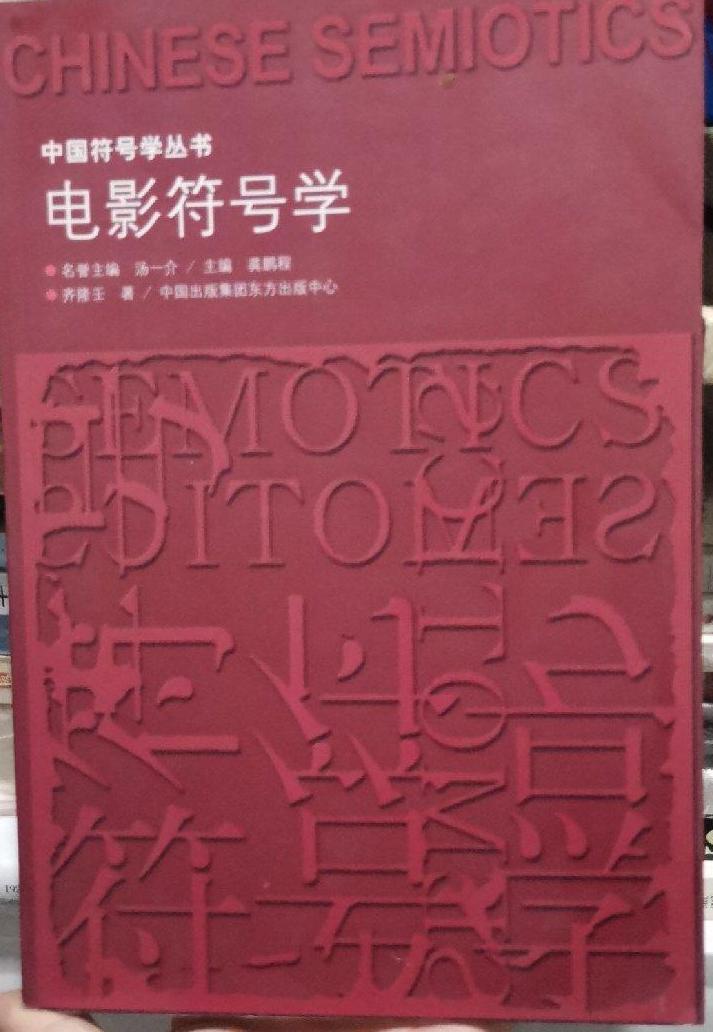 CHINESE SEMIOTICS
中国符号学丛书
电影符号学
名誉主编 汤一介 / 主编 龚鹏程
齐隆壬 著 / 中国出版集团东方出版中心
SEMOTICS
SEMOTICS
符号学